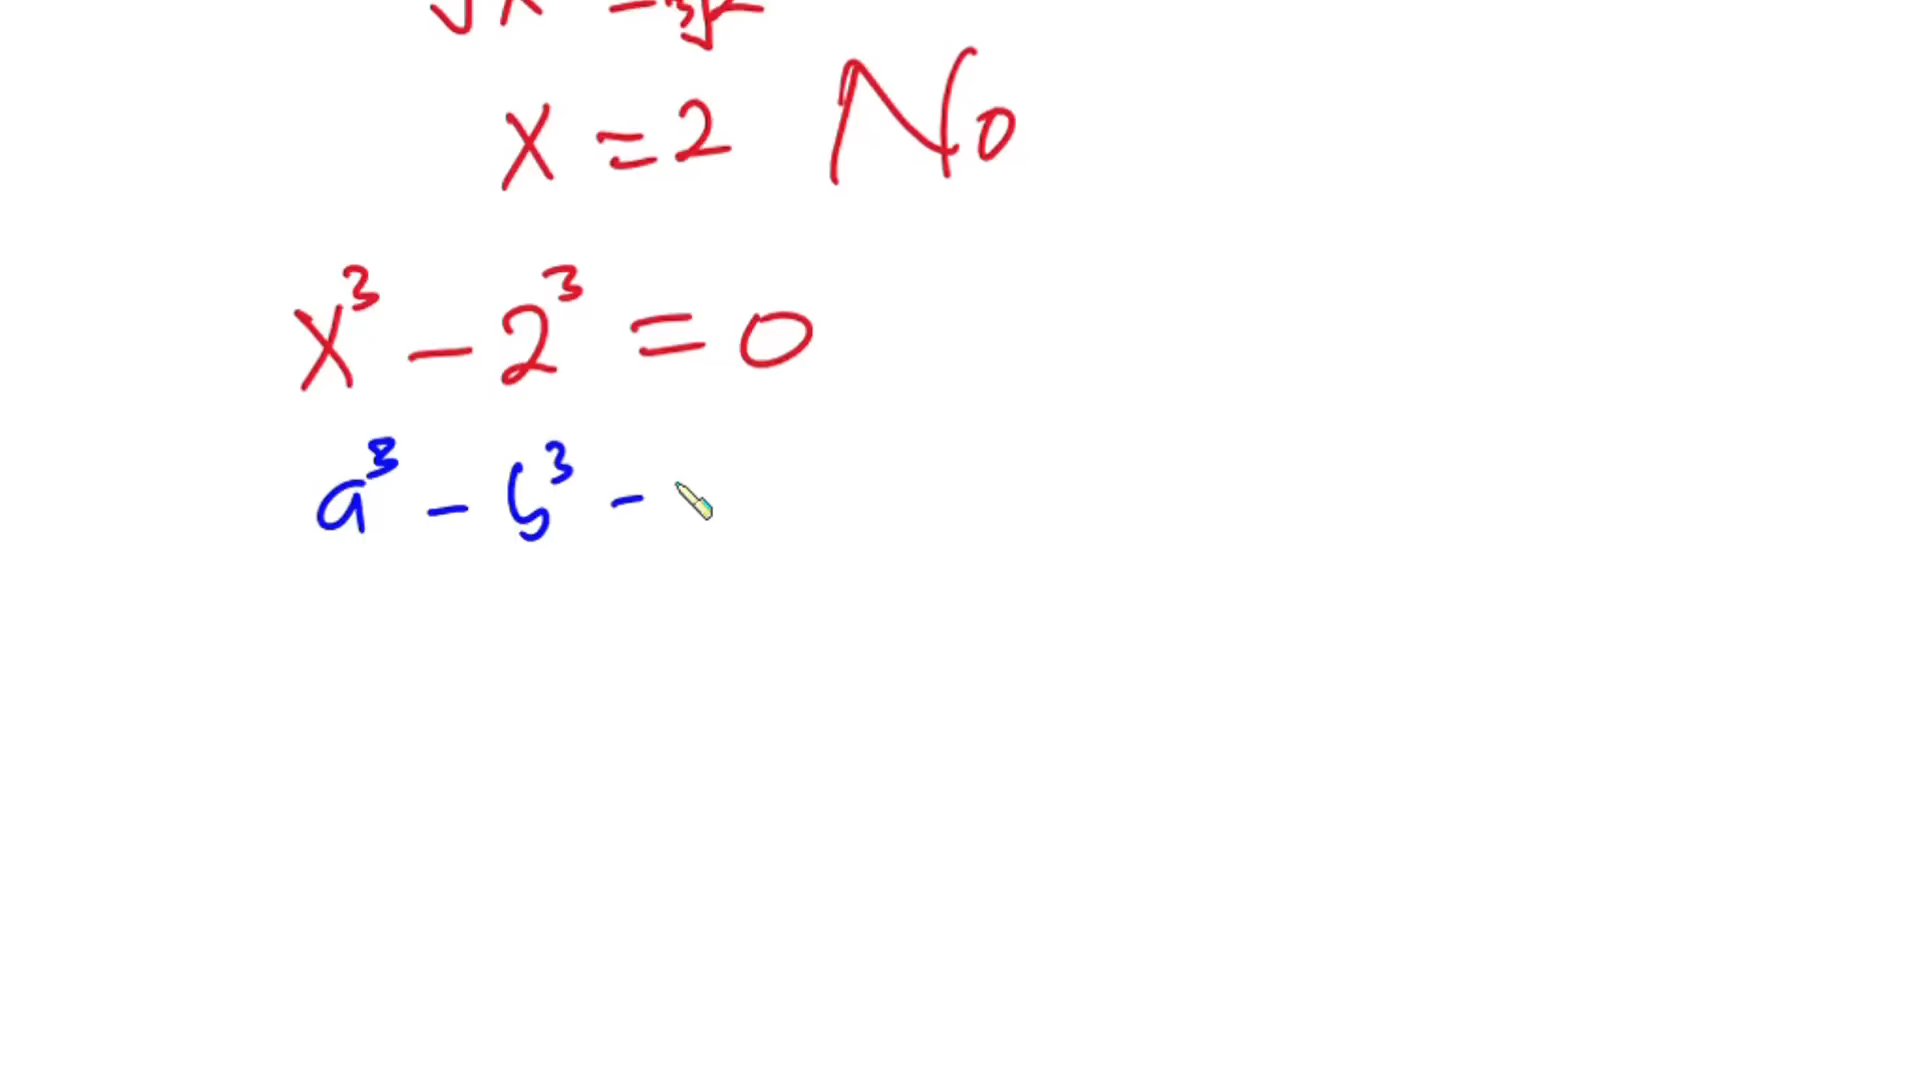 x = 2 No
x³ - 2³ = 0
a³ - b³ -